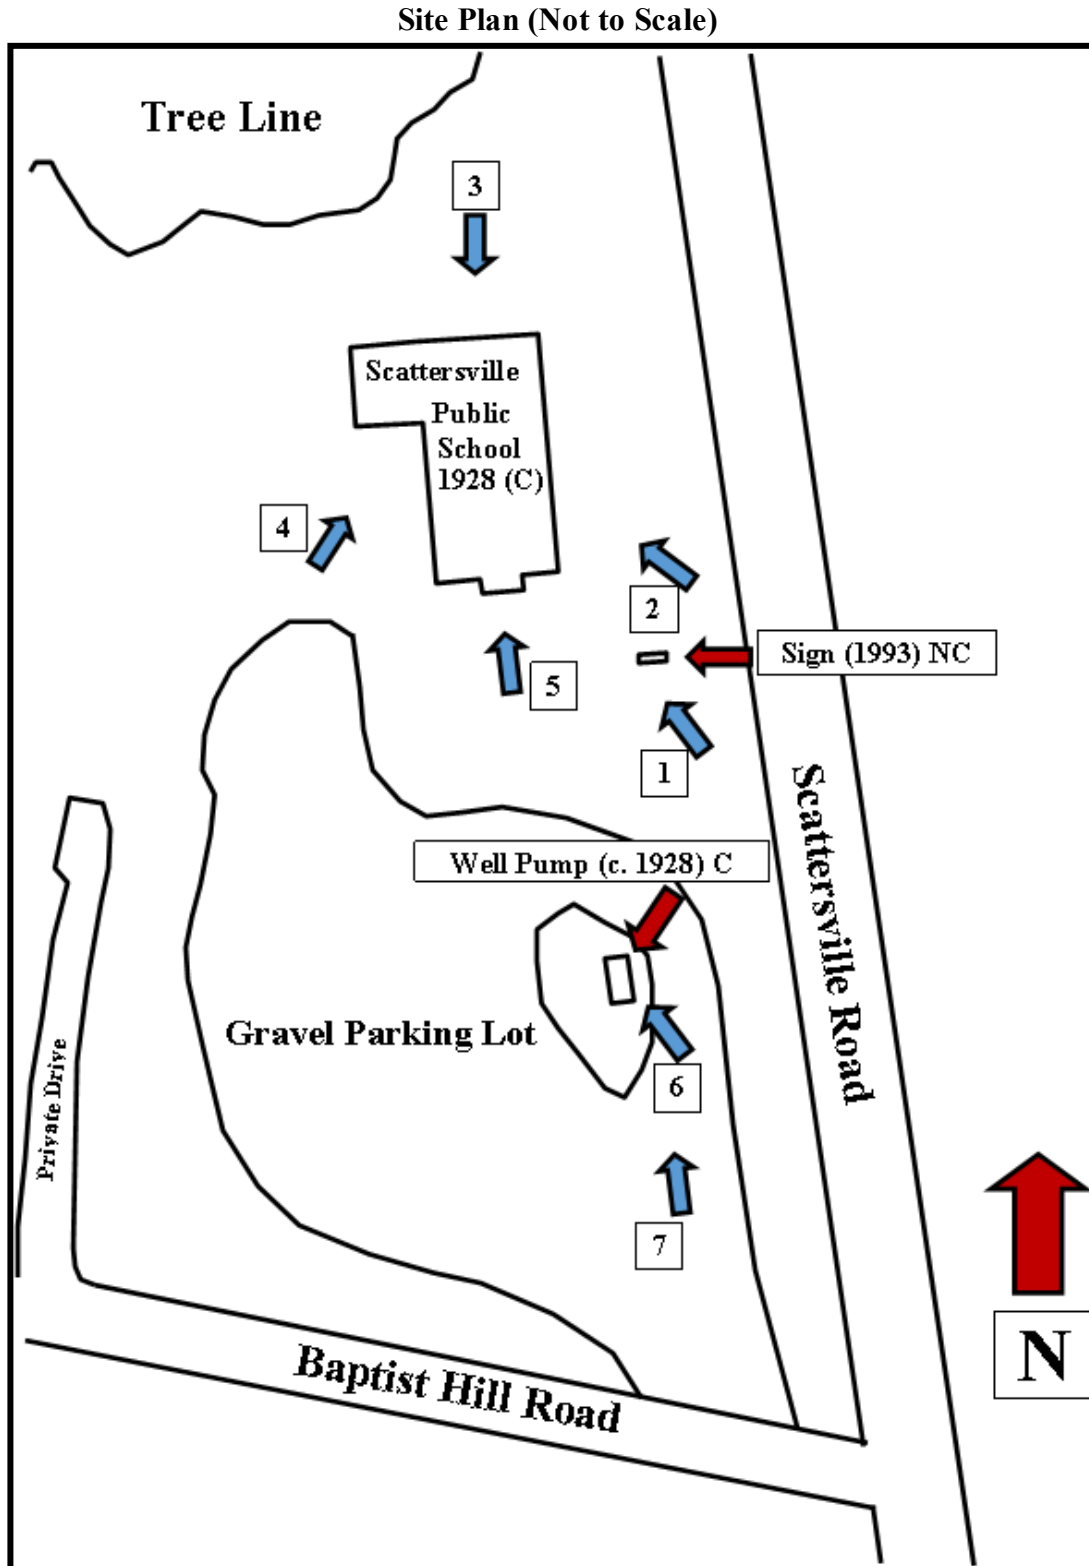 Site Plan (Not to Scale)
Tree Line
3
Scattersville
Public
School
1928 (C)
4
2
Sign (1993) NC
5
1
Well Pump (c. 1928) C
Scattersville Road
Gravel Parking Lot
Private Drive
6
7
N
Baptist Hill Road